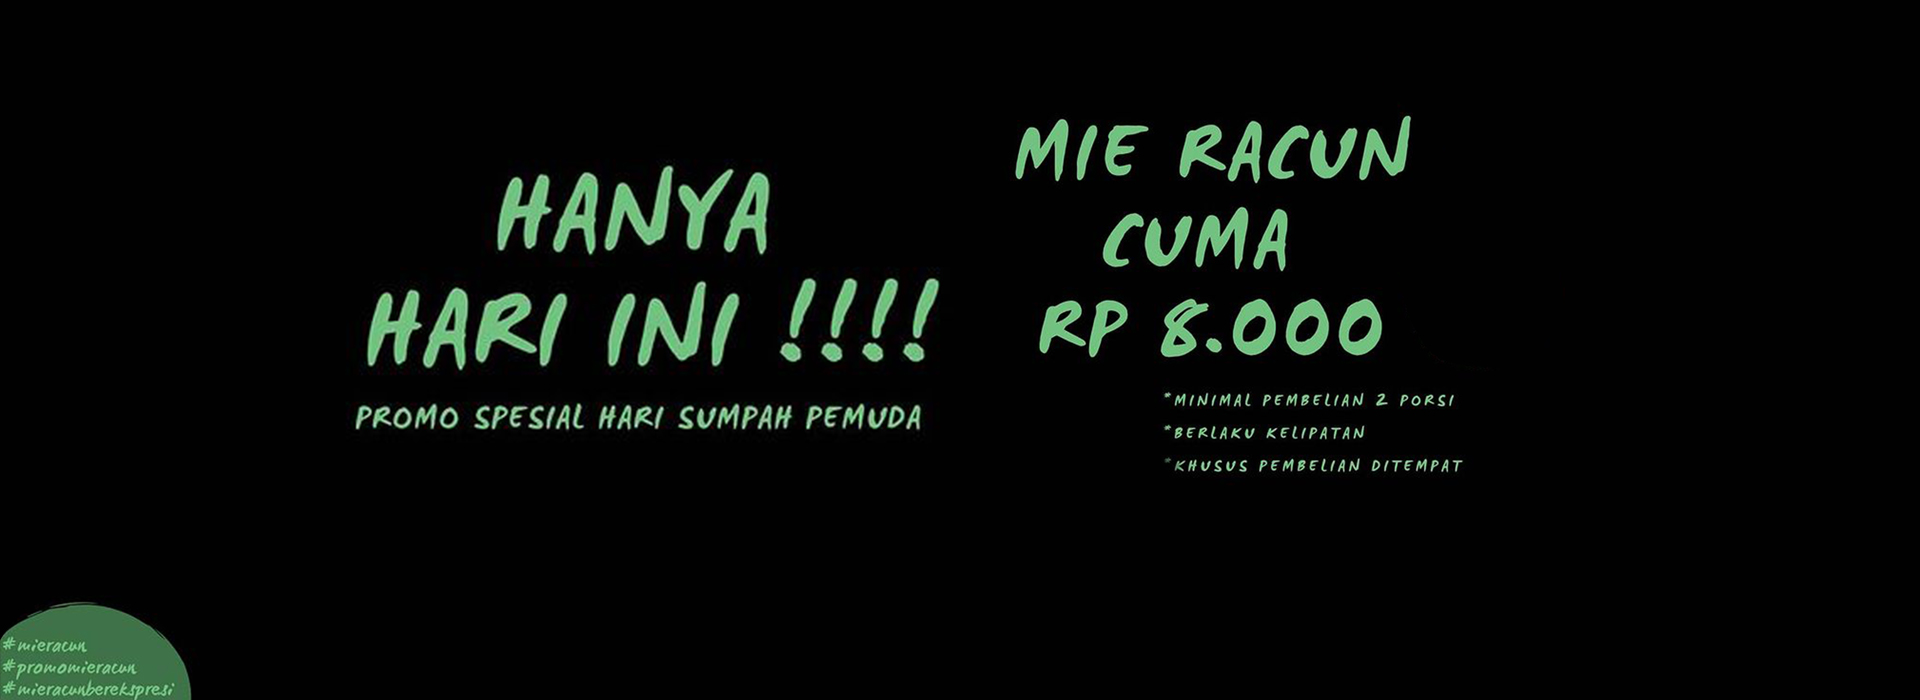 HANYA
HARI INI !!!!
PROMO SPESIAL HARI SUMPAH PEMUDA
MIE RACUN
CUMA
RP 8.000
*MINIMAL PEMBELIAN 2 PORSI
*BERLAKU KELIPATAN
*KHUSUS PEMBELIAN DITEMPAT
#mieracun
#promomieracun
#mieracunberekspresi